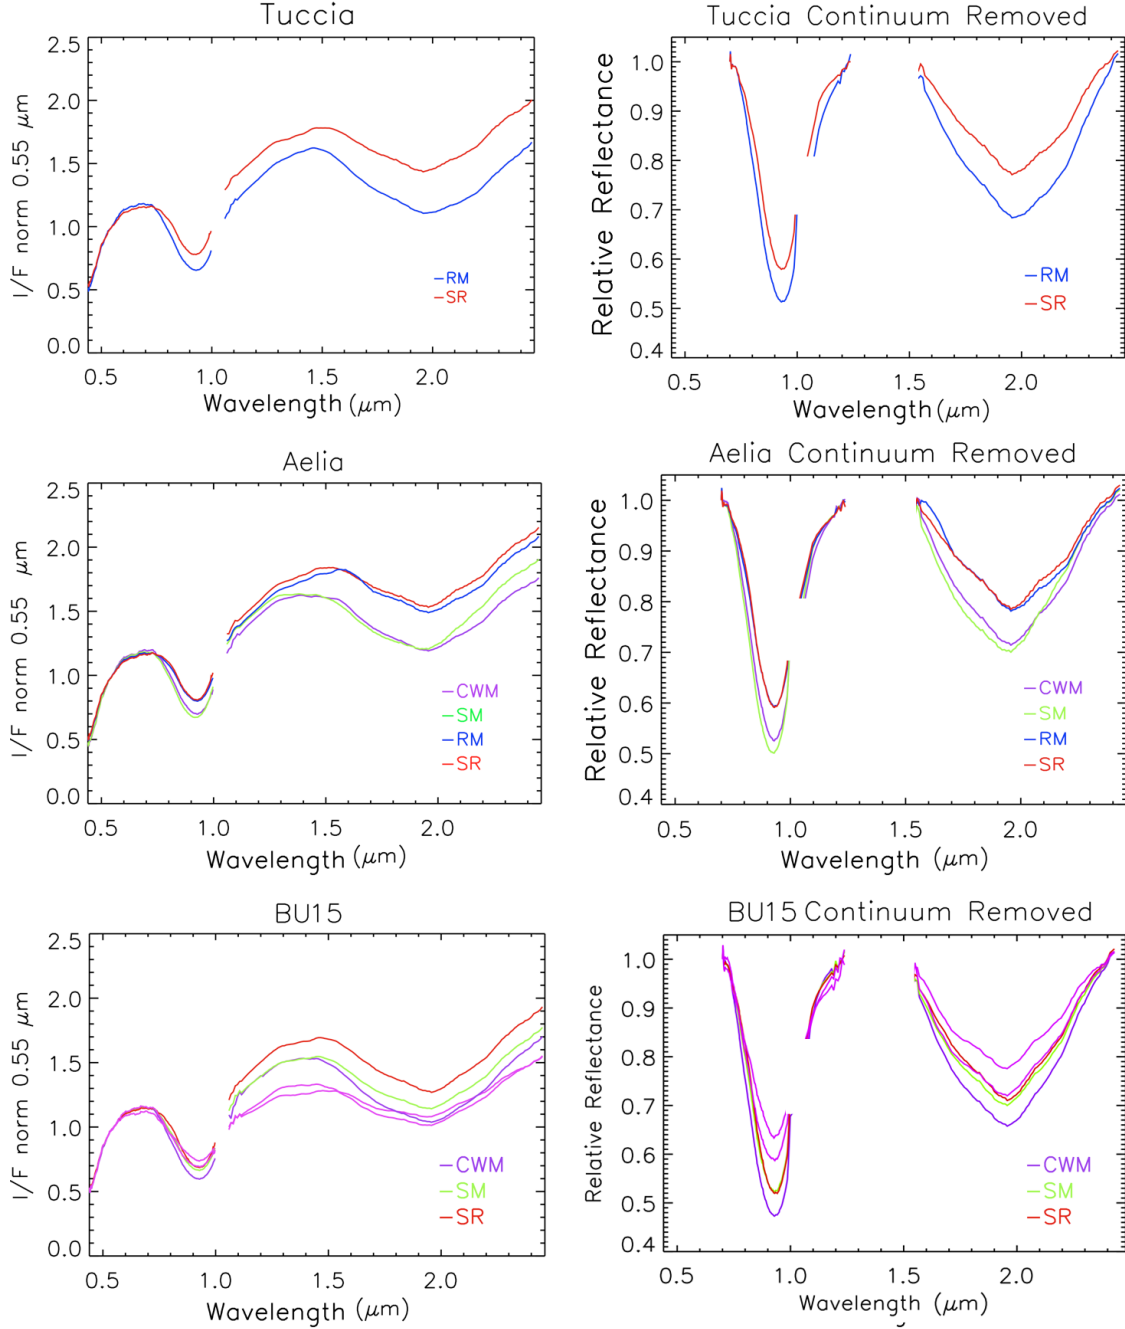 Tuccia
2.5
2.0
1.5
1.0
0.5
0.0
I/F norm 0.55 μm
RM
SR
0.5 1.0 1.5 2.0
Wavelength (μm)
Tuccia Continuum Removed
1.0
0.9
0.8
0.7
0.6
0.5
0.4
Relative Reflectance
RM
SR
0.5 1.0 1.5 2.0
Wavelength (μm)
Aelia
2.5
2.0
1.5
1.0
0.5
0.0
I/F norm 0.55 μm
CWM
SM
RM
SR
0.5 1.0 1.5 2.0
Wavelength (μm)
Aelia Continuum Removed
1.0
0.9
0.8
0.7
0.6
0.5
0.4
Relative Reflectance
CWM
SM
RM
SR
0.5 1.0 1.5 2.0
Wavelength (μm)
BU15
2.5
2.0
1.5
1.0
0.5
0.0
I/F norm 0.55 μm
CWM
SM
SR
0.5 1.0 1.5 2.0
Wavelength (μm)
BU15 Continuum Removed
1.0
0.9
0.8
0.7
0.6
0.5
0.4
Relative Reflectance
CWM
SM
SR
0.5 1.0 1.5 2.0
Wavelength (μm)